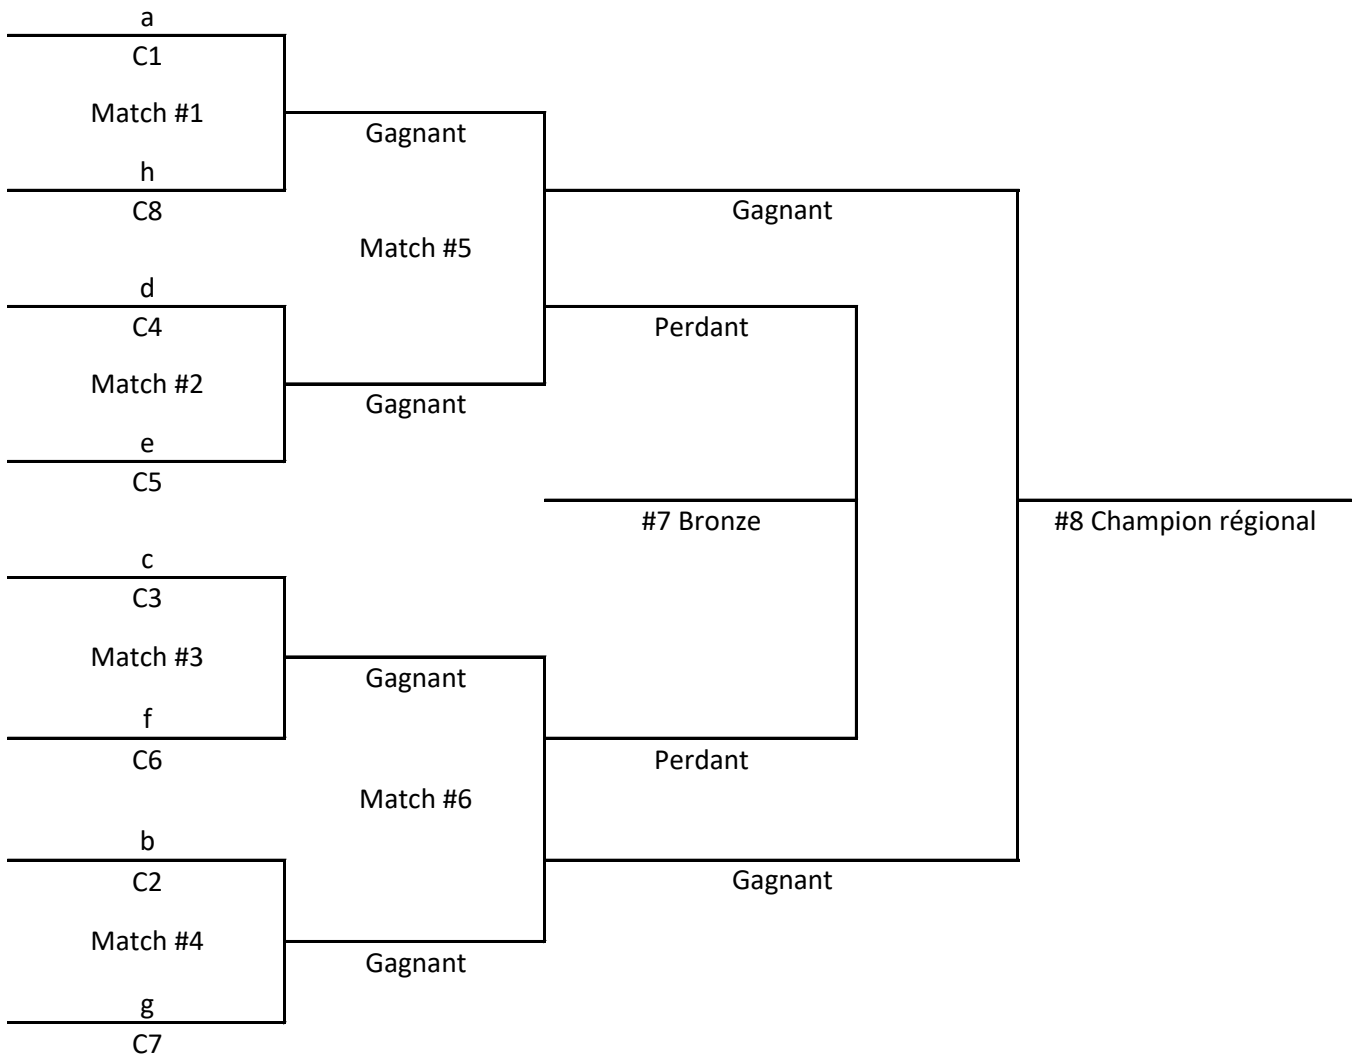 a
C1
Match #1
Gagnant
h
C8
Gagnant
Match #5
d
C4
Perdant
Match #2
Gagnant
e
C5
#7 Bronze
#8 Champion régional
c
C3
Match #3
Gagnant
f
C6
Perdant
Match #6
b
C2
Gagnant
Match #4
Gagnant
g
C7